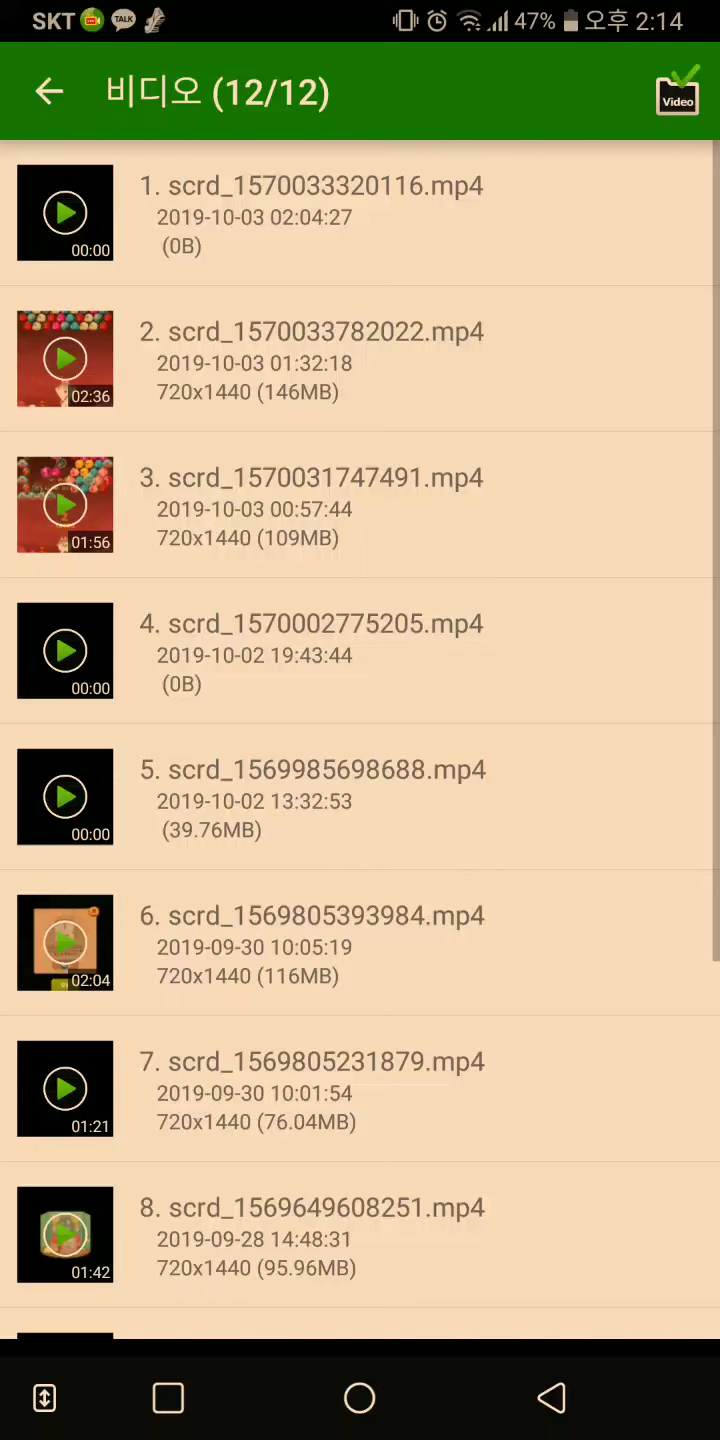 SKT TALK 47% 오후 2:14
비디오 (12/12) Video
1. scrd_1570033320116.mp4
2019-10-03 02:04:27
00:00 (0B)
2. scrd_1570033782022.mp4
2019-10-03 01:32:18
02:36 720x1440 (146MB)
3. scrd_1570031747491.mp4
2019-10-03 00:57:44
01:56 720x1440 (109MB)
4. scrd_1570002775205.mp4
2019-10-02 19:43:44
00:00 (0B)
5. scrd_1569985698688.mp4
2019-10-02 13:32:53
00:00 (39.76MB)
6. scrd_1569805393984.mp4
2019-09-30 10:05:19
02:04 720x1440 (116MB)
7. scrd_1569805231879.mp4
2019-09-30 10:01:54
01:21 720x1440 (76.04MB)
8. scrd_1569649608251.mp4
2019-09-28 14:48:31
01:42 720x1440 (95.96MB)